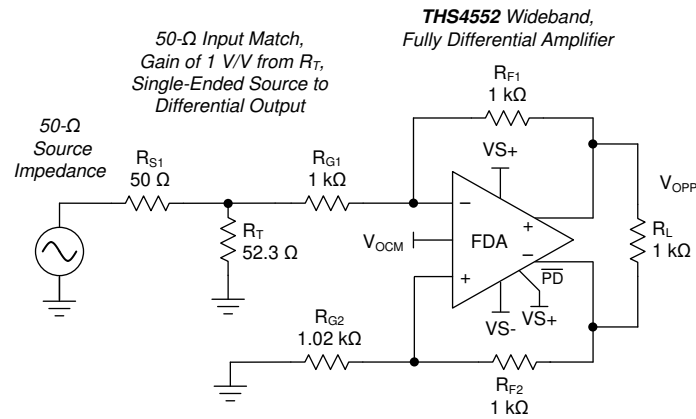 THS4552 Wideband,
Fully Differential Amplifier
50-Ω Input Match,
Gain of 1 V/V from RT,
Single-Ended Source to
Differential Output
50-Ω
Source
Impedance
RS1
50 Ω
RT
52.3 Ω
RG1
1 kΩ
RF1
1 kΩ
VS+
−
+
VOCM
FDA
+
−
PD
VS+
VS-
VOPP
RL
1 kΩ
RG2
1.02 kΩ
RF2
1 kΩ